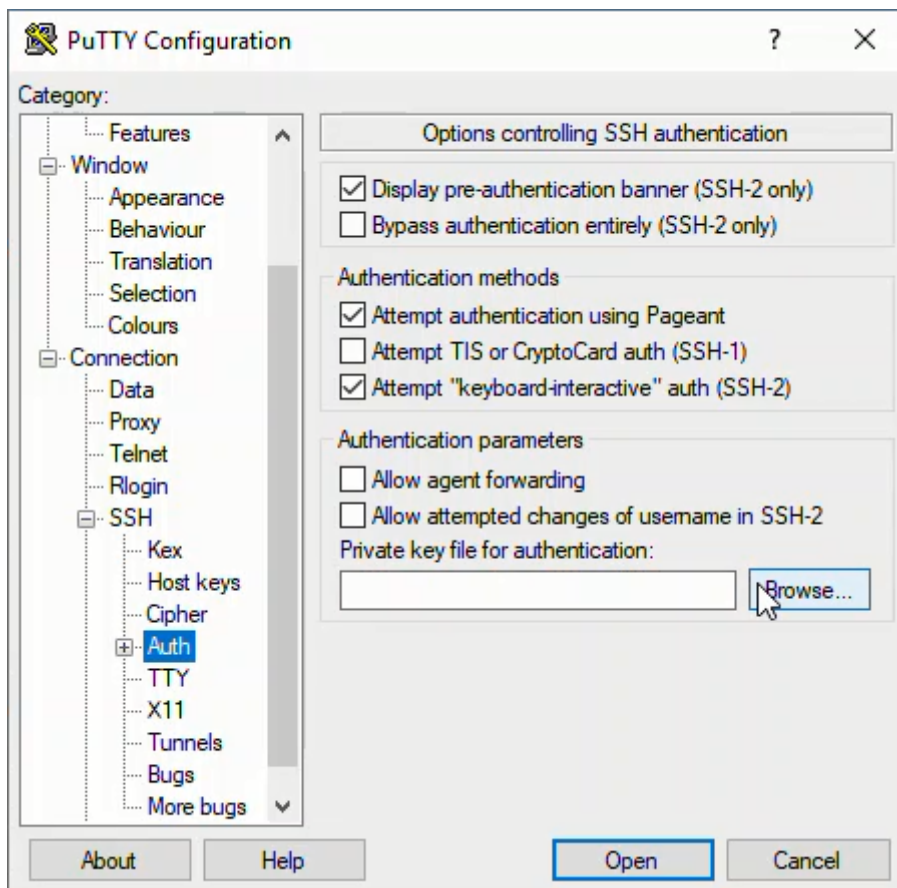 PuTTY Configuration
?
Category:
Features
Window
Appearance
Behaviour
Translation
Selection
Colours
Connection
Data
Proxy
Telnet
Rlogin
SSH
Kex
Host keys
Cipher
Auth
TTY
X11
Tunnels
Bugs
More bugs
Options controlling SSH authentication
Display pre-authentication banner (SSH-2 only)
Bypass authentication entirely (SSH-2 only)
Authentication methods
Attempt authentication using Pageant
Attempt TIS or CryptoCard auth (SSH-1)
Attempt "keyboard-interactive" auth (SSH-2)
Authentication parameters
Allow agent forwarding
Allow attempted changes of username in SSH-2
Private key file for authentication:
Browse...
About
Help
Open
Cancel